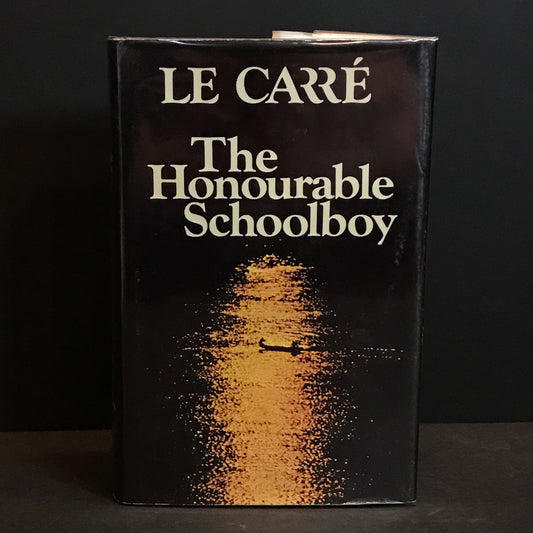 LE CARRÉ
The
Honourable
Schoolboy